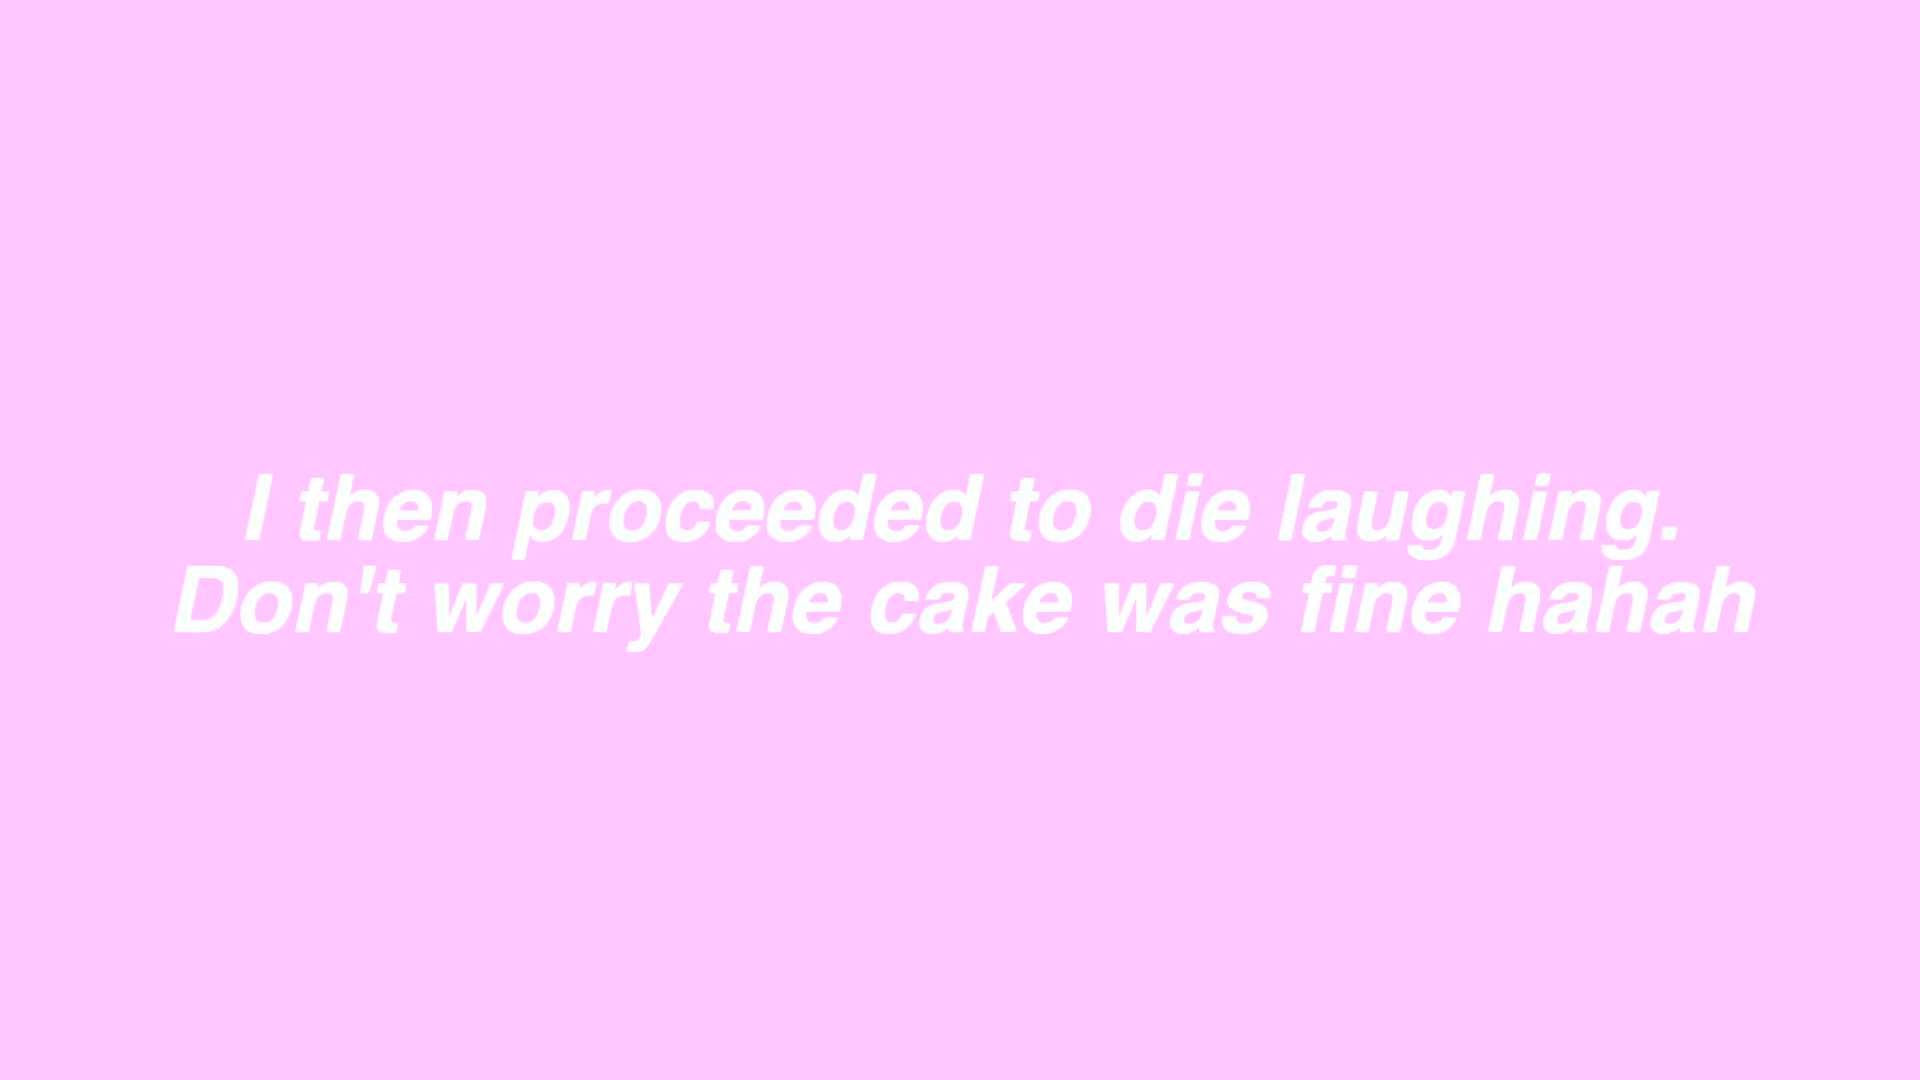 I then proceeded to die laughing.
Don't worry the cake was fine hahah